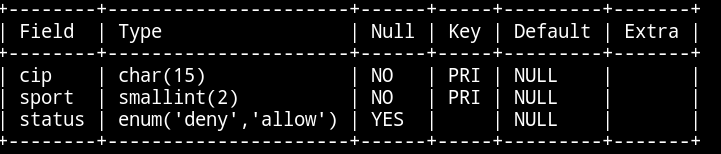 +--------+----------------------+------+-----+---------+-------+
| Field  | Type                 | Null | Key | Default | Extra |
+--------+----------------------+------+-----+---------+-------+
| cip    | char(15)             | NO   | PRI | NULL    |       |
| sport  | smallint(2)          | NO   | PRI | NULL    |       |
| status | enum('deny','allow') | YES  |     | NULL    |       |
+--------+----------------------+------+-----+---------+-------+